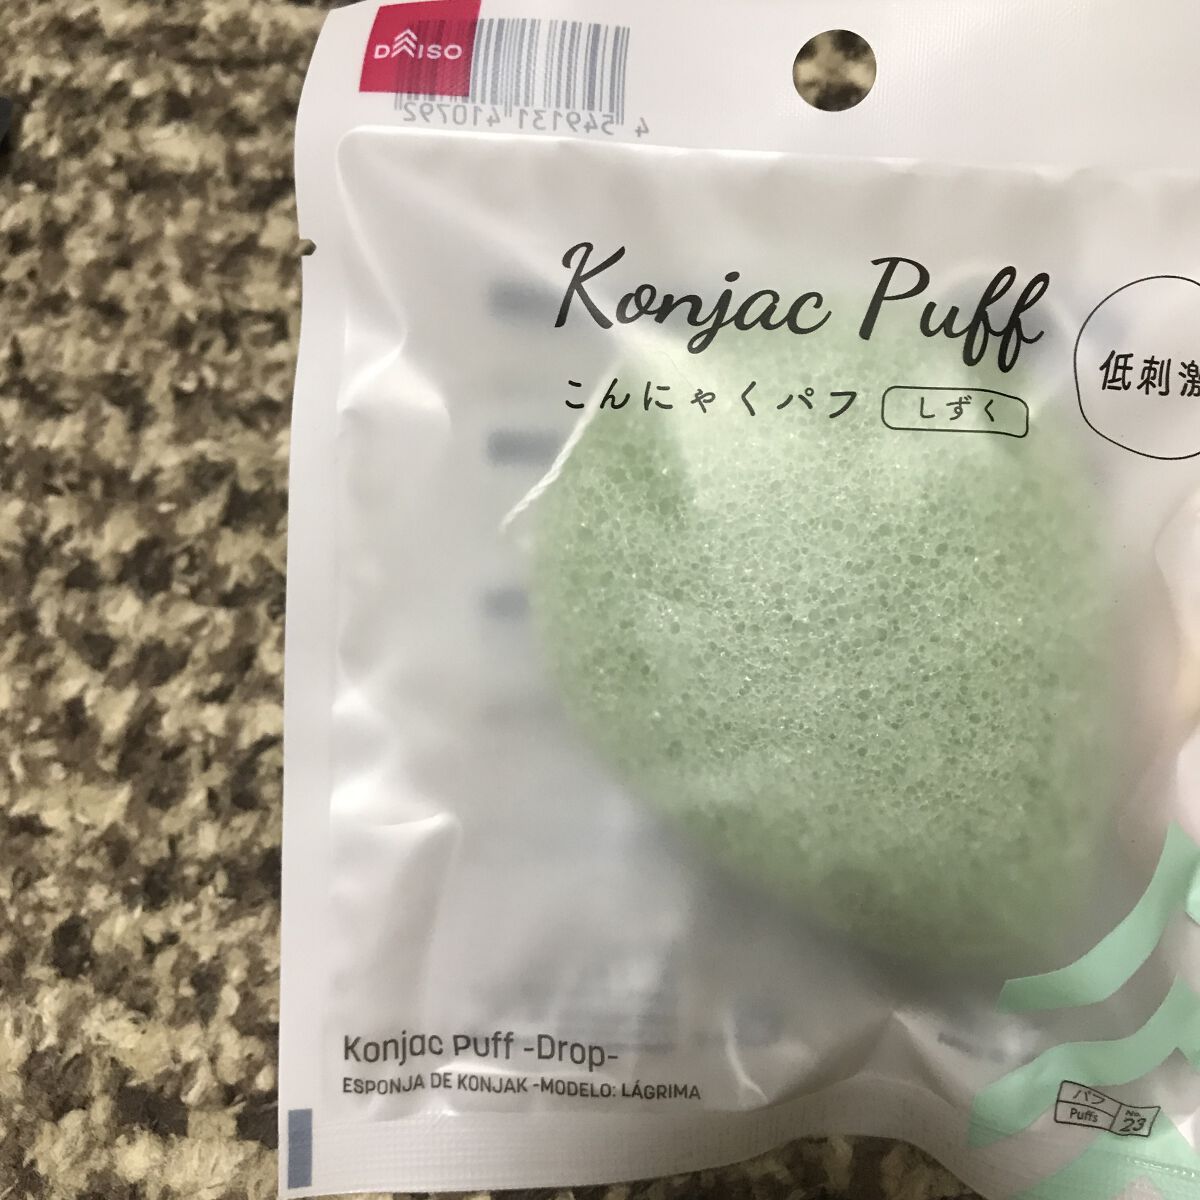 DAISO
4 549131 410792
Konjac Puff
こんにゃくパフ しずく
低刺激
Konjac Puff -Drop-
ESPONJA DE KONJAK -MODELO: LÁGRIMA
パフ
Puffs
No. 23